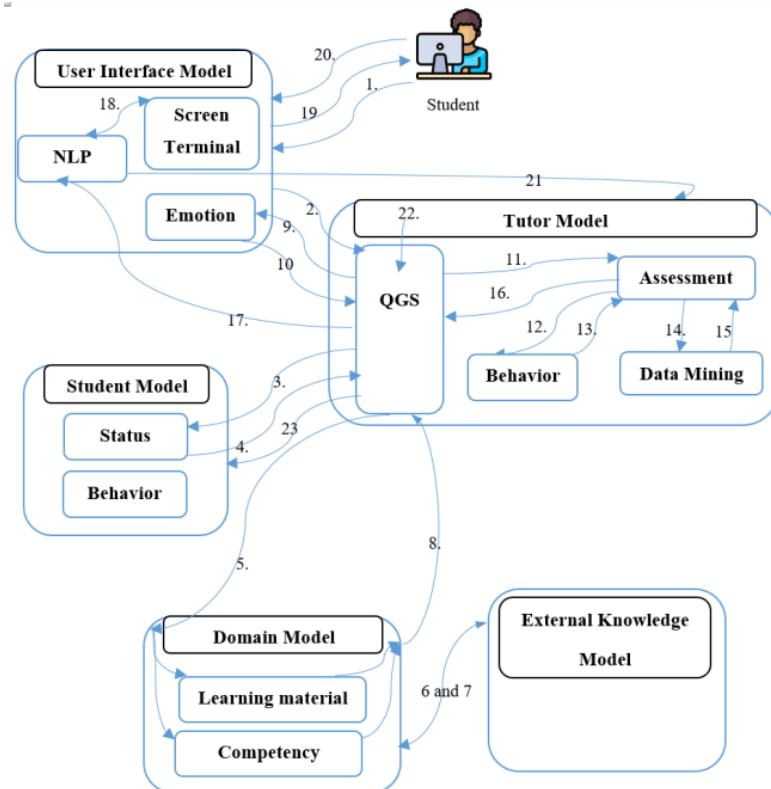 20.
User Interface Model
18.
19
1.
Screen
Terminal
Student
NLP
21
Emotion
2.
22.
Tutor Model
9.
10
11.
QGS
Assessment
16.
17.
12.
13.
14.
15
Student Model
3.
Behavior
Data Mining
Status
4.
23
Behavior
5.
8.
Domain Model
External Knowledge
Model
Learning material
6 and 7
Competency